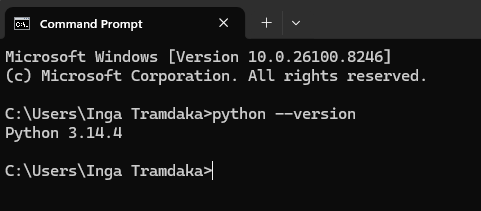 Command Prompt
Microsoft Windows [Version 10.0.26100.8246]
(c) Microsoft Corporation. All rights reserved.
C:\Users\Inga Tramdaka>python --version
Python 3.14.4
C:\Users\Inga Tramdaka>